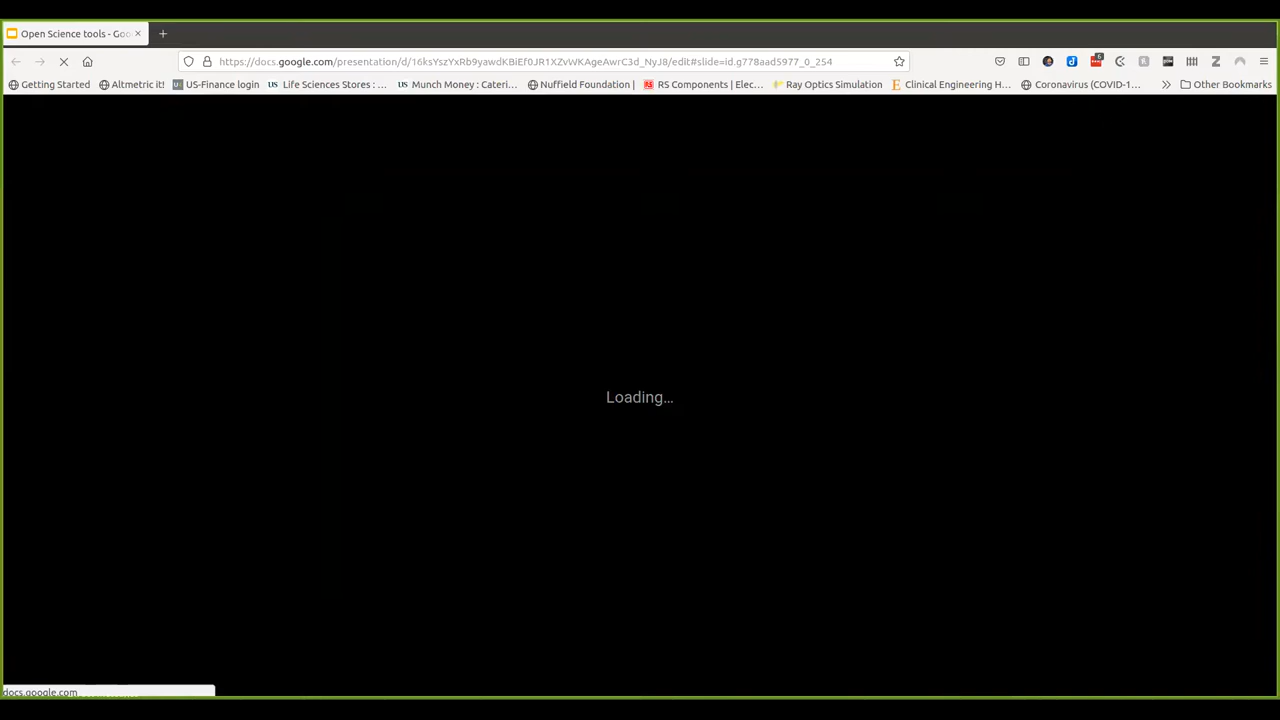 Open Science tools - Goo
https://docs.google.com/presentation/d/16ksYszYxRb9yawdKBiEf0JR1XZvWKAgeAwrC3d_NyJ8/edit#slide=id.g778aad5977_0_254
Getting Started Altmetric it! US-Finance login Life Sciences Stores : ... Munch Money : Cateri... Nuffield Foundation | RS Components | Elec... Ray Optics Simulation Clinical Engineering H... Coronavirus (COVID-1... Other Bookmarks
Loading...
docs.google.com